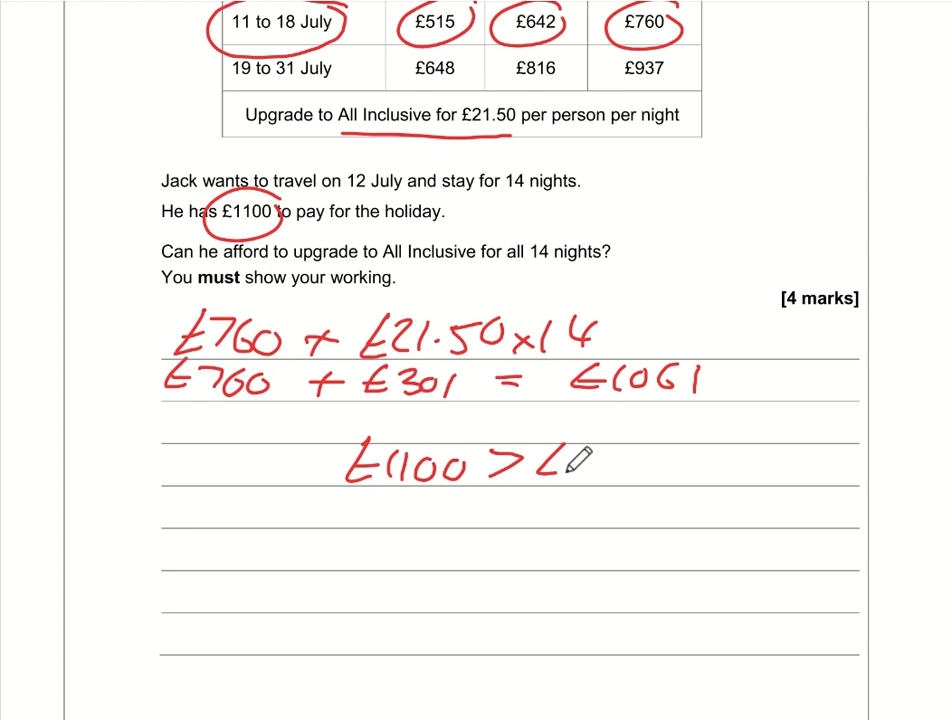 11 to 18 July £515 £642 £760
19 to 31 July £648 £816 £937
Upgrade to All Inclusive for £21.50 per person per night
Jack wants to travel on 12 July and stay for 14 nights.
He has £1100 to pay for the holiday.
Can he afford to upgrade to All Inclusive for all 14 nights?
You must show your working.
[4 marks]
£760 + £21.50 × 14
£760 + £301 = £1061
£1100 >